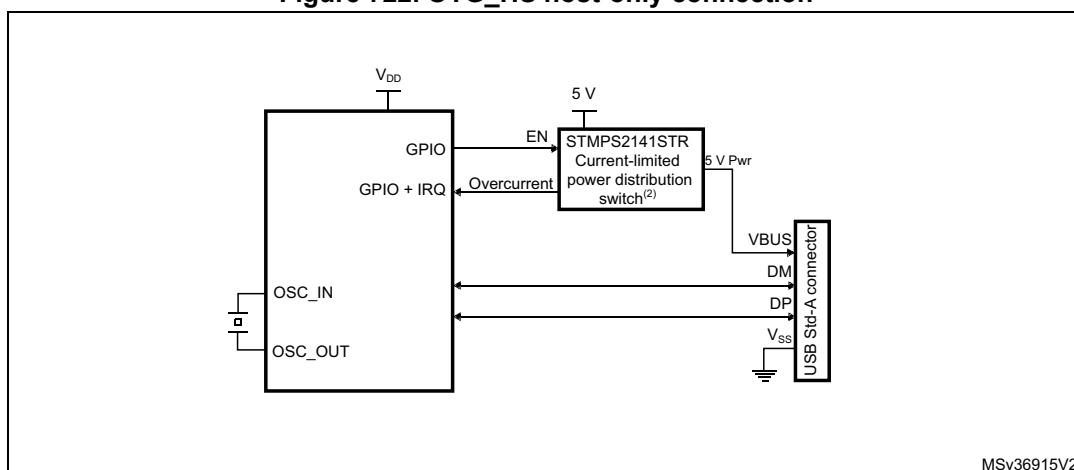 Figure 722. OTG_HS host-only connection
VDD
5 V
GPIO
EN
STMPS2141STR
Current-limited
power distribution
switch(2)
5 V Pwr
GPIO + IRQ
Overcurrent
VBUS
DM
DP
VSS
USB Std-A connector
OSC_IN
OSC_OUT
MSv36915V2